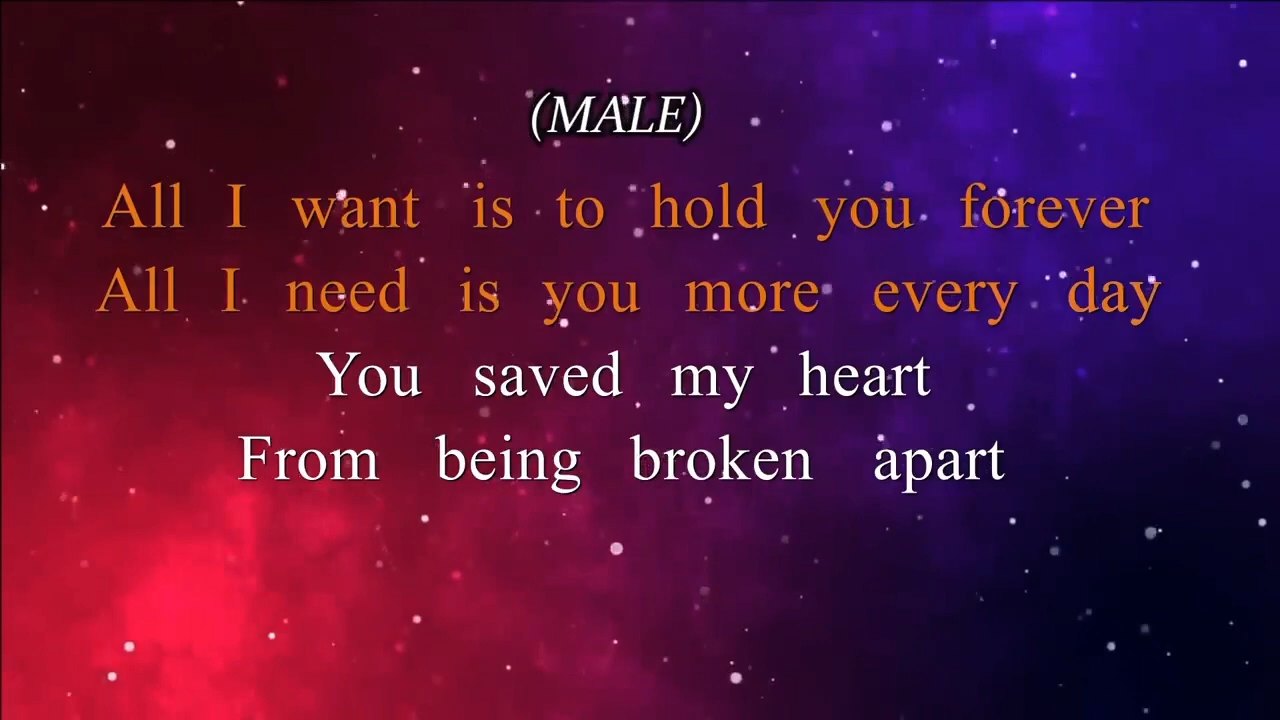 (MALE)
All I want is to hold you forever
All I need is you more every day
You saved my heart
From being broken apart